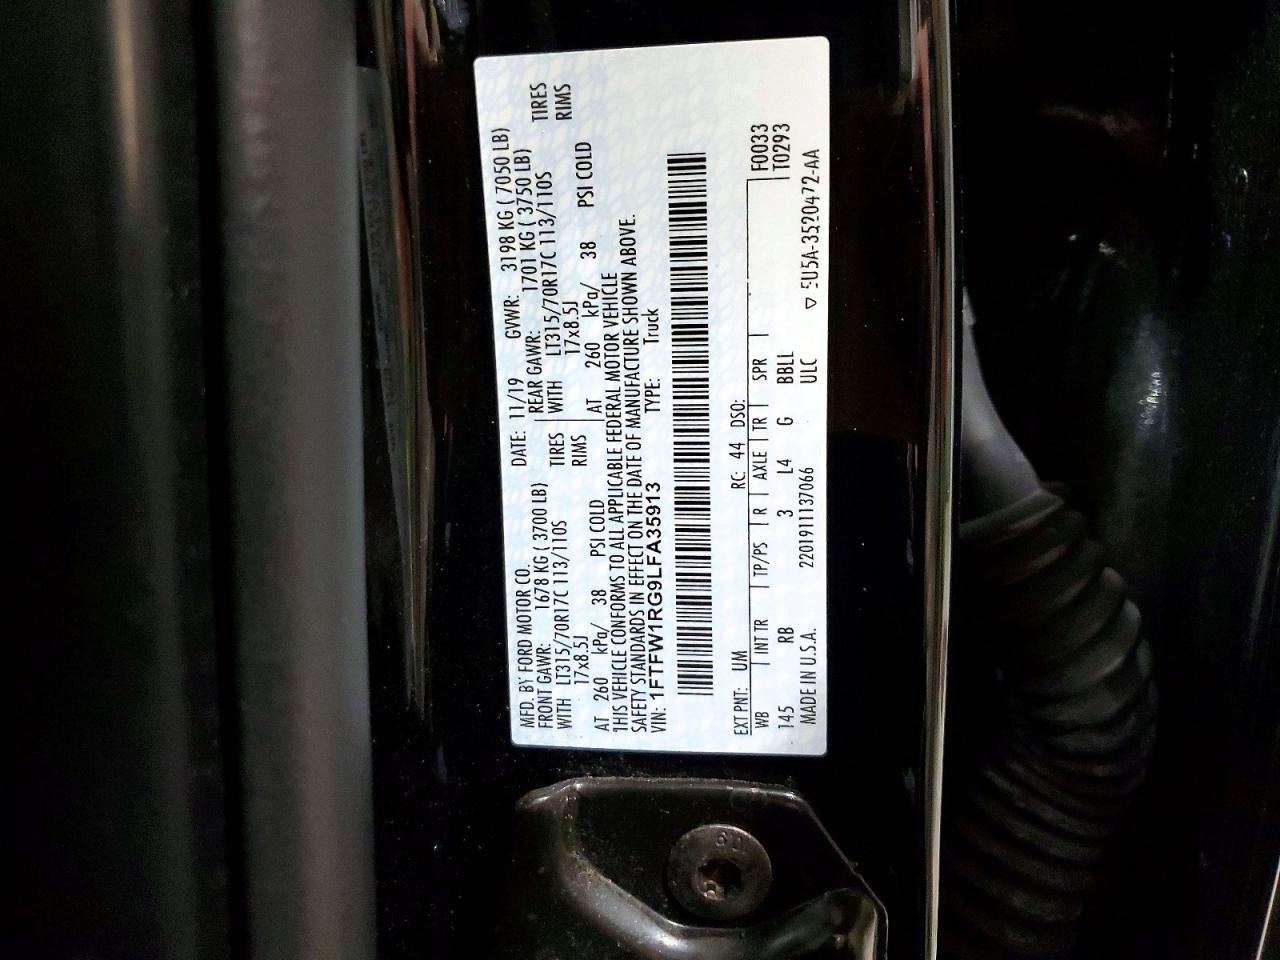 MFD. BY FORD MOTOR CO. DATE: 11/19 GVWR: 3198 KG ( 7050 LB)
FRONT GAWR: 1678 KG ( 3700 LB) REAR GAWR: 1701 KG ( 3750 LB)
WITH LT315/70R17C 113/110S TIRES WITH LT315/70R17C 113/110S TIRES
17x8.5J RIMS 17x8.5J RIMS
AT 260 kPa/ 38 PSI COLD AT 260 kPa/ 38 PSI COLD
THIS VEHICLE CONFORMS TO ALL APPLICABLE FEDERAL MOTOR VEHICLE
SAFETY STANDARDS IN EFFECT ON THE DATE OF MANUFACTURE SHOWN ABOVE.
VIN: 1FTFW1RG9LFA35913 TYPE: Truck
EXT PNT: UM RC: 44 DSO: F0033
WB INT TR TP/PS R AXLE TR SPR T0293
145 RB 3 L4 G BBLL
MADE IN U.S.A. 2201911137066 ULC 5U5A-3520472-AA